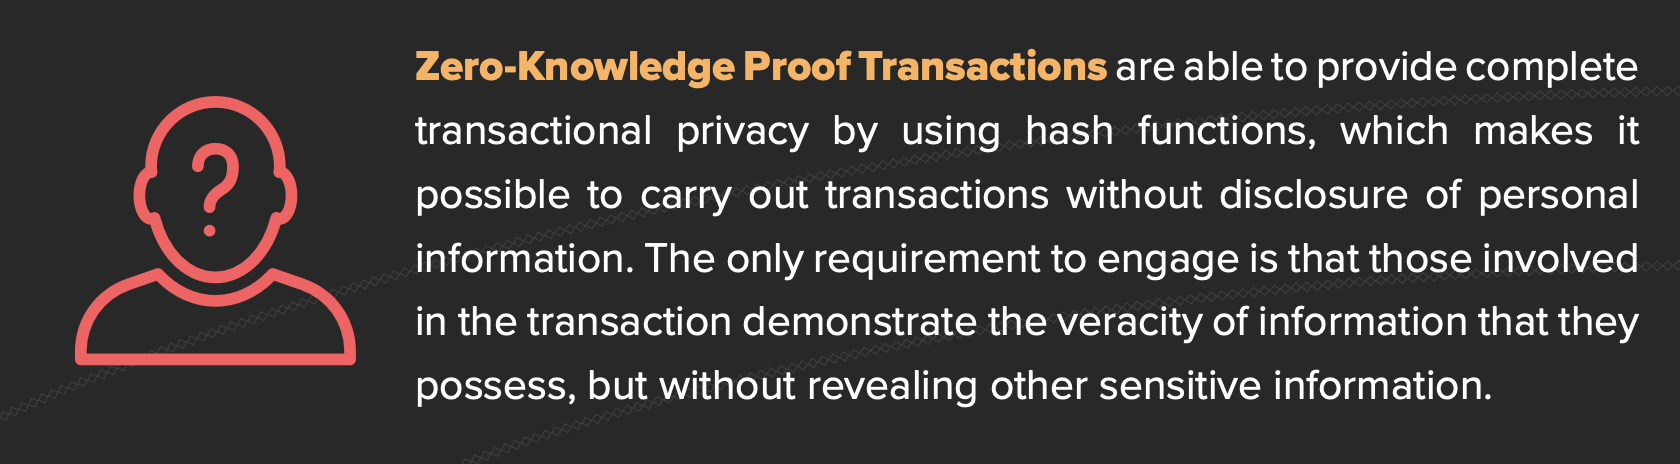 Zero-Knowledge Proof Transactions are able to provide complete
transactional privacy by using hash functions, which makes it
possible to carry out transactions without disclosure of personal
information. The only requirement to engage is that those involved
in the transaction demonstrate the veracity of information that they
possess, but without revealing other sensitive information.